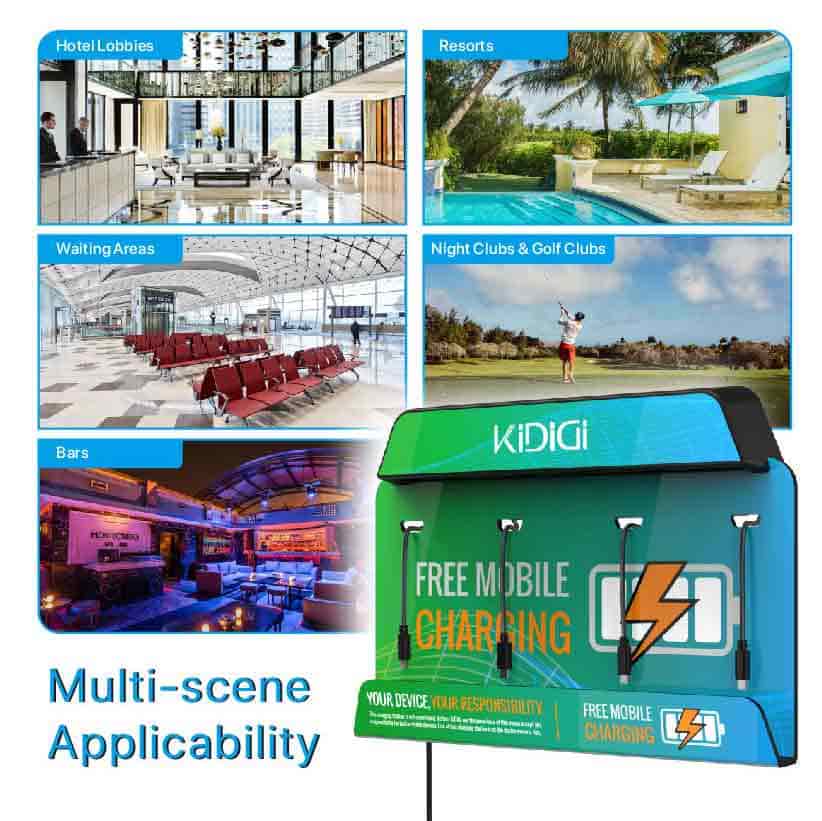 Hotel Lobbies
Resorts
Waiting Areas
Night Clubs & Golf Clubs
Bars
KiDiGi
FREE MOBILE
CHARGING
YOUR DEVICE, YOUR RESPONSIBILITY
FREE MOBILE
CHARGING
Multi-scene
Applicability